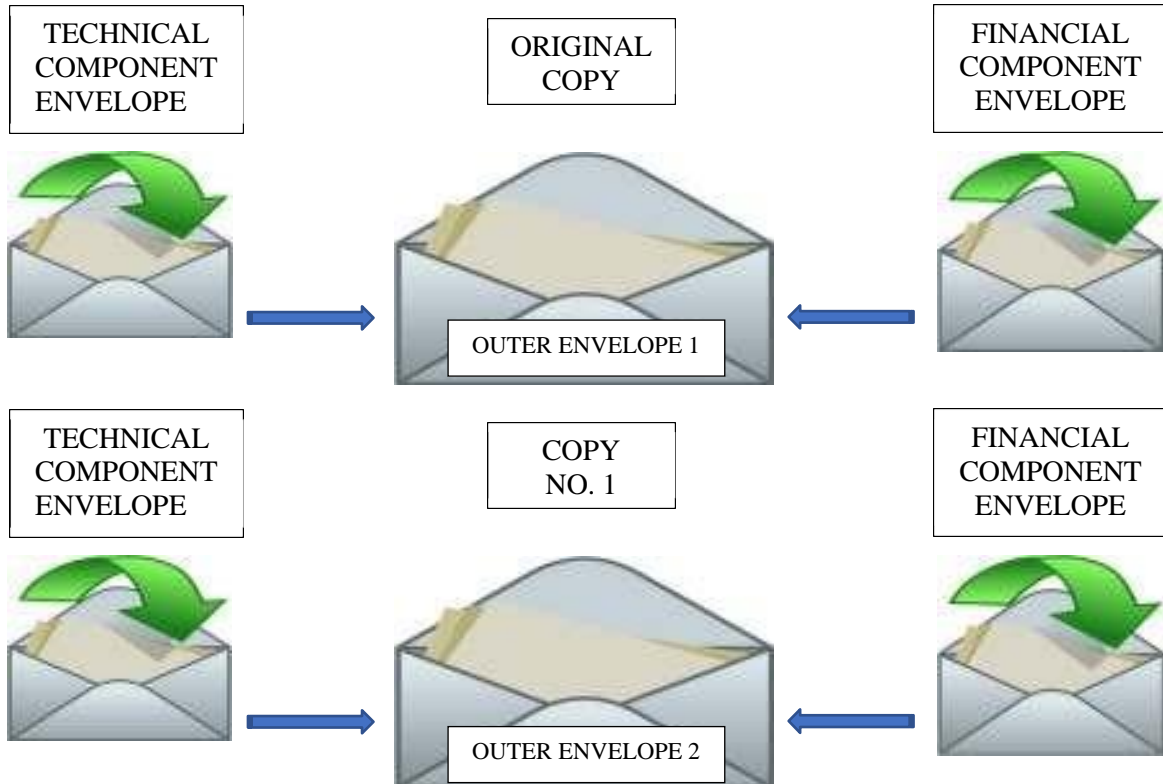 TECHNICAL
COMPONENT
ENVELOPE
ORIGINAL
COPY
FINANCIAL
COMPONENT
ENVELOPE
OUTER ENVELOPE 1
TECHNICAL
COMPONENT
ENVELOPE
COPY
NO. 1
FINANCIAL
COMPONENT
ENVELOPE
OUTER ENVELOPE 2